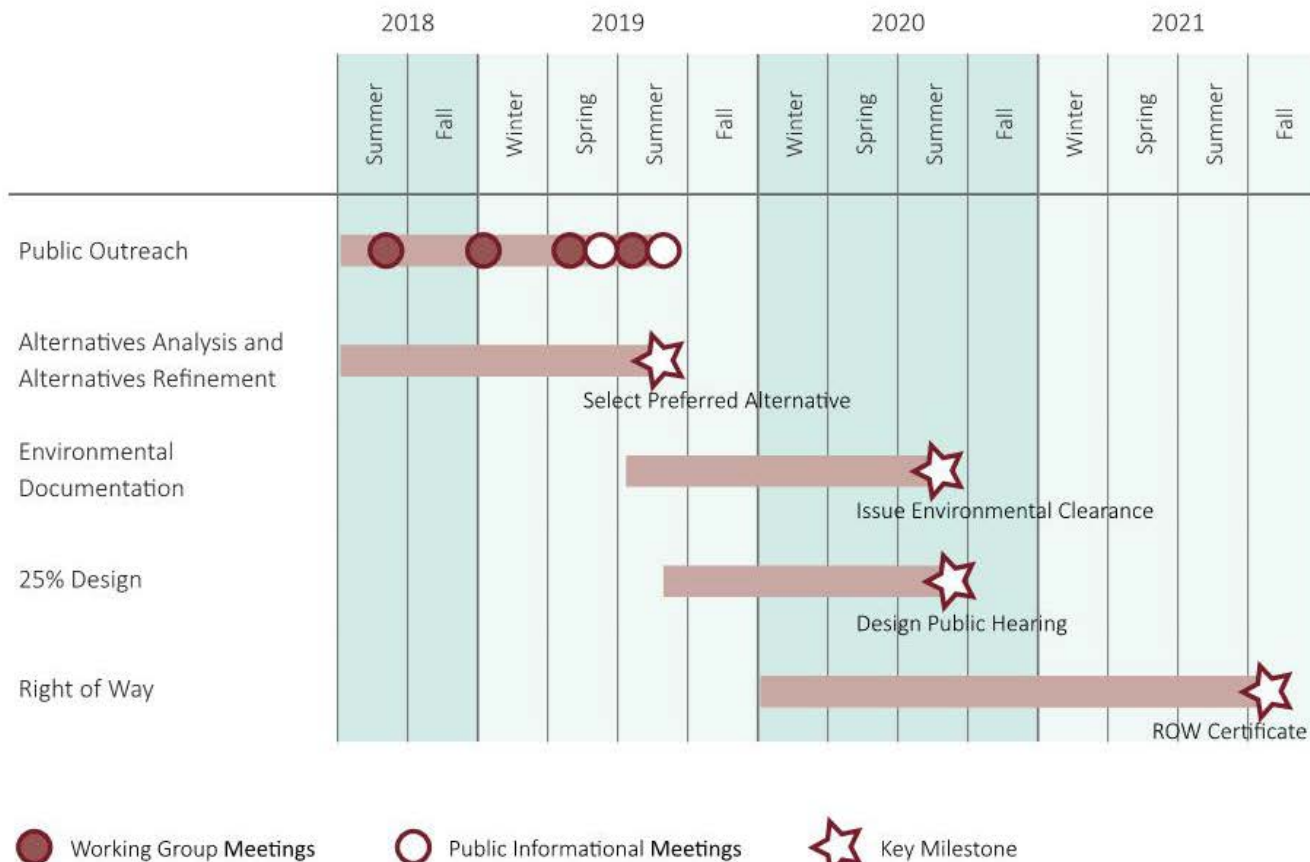 2018 2019 2020 2021
Summer Fall Winter Spring Summer Fall Winter Spring Summer Fall Winter Spring Summer Fall
Public Outreach
Alternatives Analysis and
Alternatives Refinement
Select Preferred Alternative
Environmental
Documentation
Issue Environmental Clearance
25% Design
Design Public Hearing
Right of Way
ROW Certificate
Working Group Meetings Public Informational Meetings Key Milestone